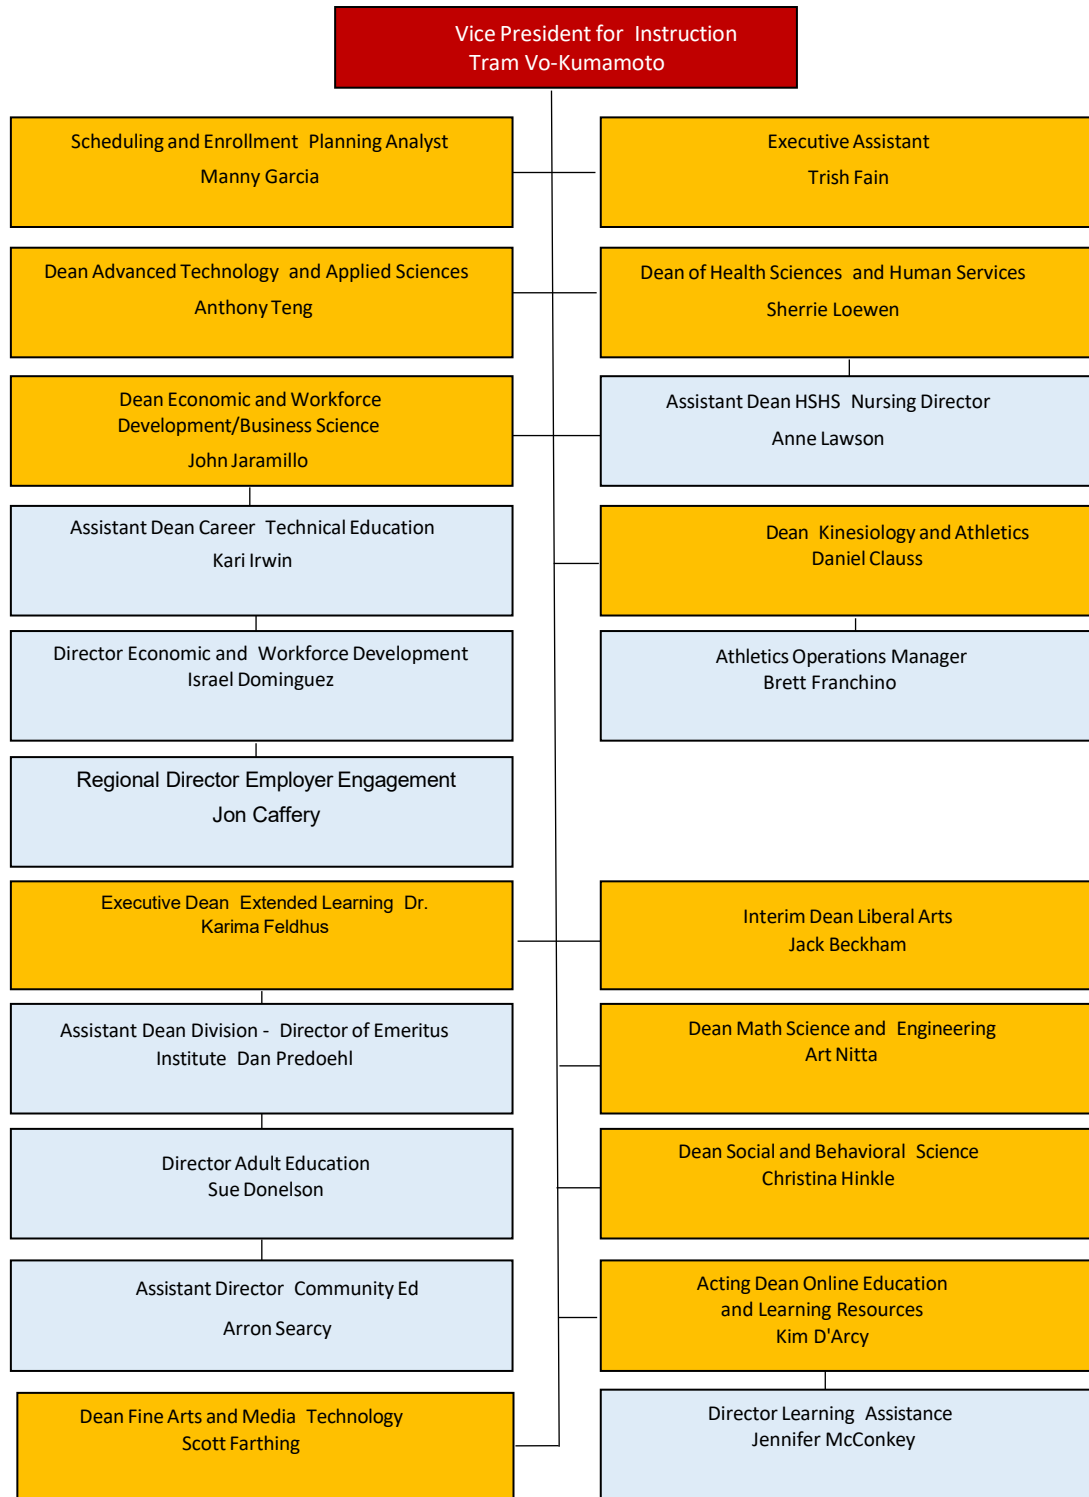 Vice President for Instruction
Tram Vo-Kumamoto
Scheduling and Enrollment Planning Analyst
Manny Garcia
Executive Assistant
Trish Fain
Dean Advanced Technology and Applied Sciences
Anthony Teng
Dean of Health Sciences and Human Services
Sherrie Loewen
Dean Economic and Workforce
Development/Business Science
John Jaramillo
Assistant Dean HSHS Nursing Director
Anne Lawson
Assistant Dean Career Technical Education
Kari Irwin
Dean Kinesiology and Athletics
Daniel Clauss
Director Economic and Workforce Development
Israel Dominguez
Athletics Operations Manager
Brett Franchino
Regional Director Employer Engagement
Jon Caffery
Executive Dean Extended Learning Dr.
Karima Feldhus
Interim Dean Liberal Arts
Jack Beckham
Assistant Dean Division - Director of Emeritus
Institute Dan Predoehl
Dean Math Science and Engineering
Art Nitta
Director Adult Education
Sue Donelson
Dean Social and Behavioral Science
Christina Hinkle
Assistant Director Community Ed
Arron Searcy
Acting Dean Online Education
and Learning Resources
Kim D'Arcy
Dean Fine Arts and Media Technology
Scott Farthing
Director Learning Assistance
Jennifer McConkey